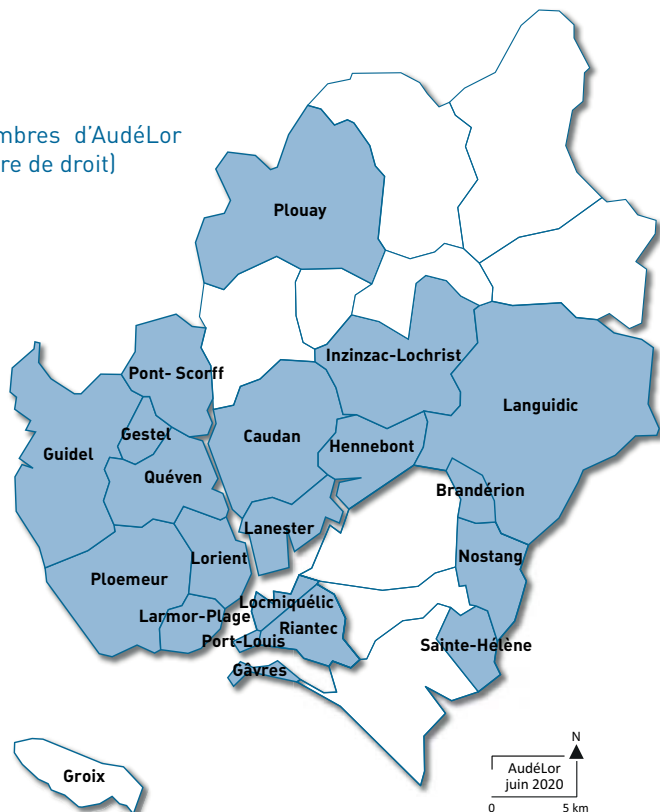 mbres d'AudéLor
re de droit)
Plouay
Inzinzac-Lochrist
Pont- Scorff
Languidic
Gestel
Caudan
Hennebont
Guidel
Quéven
Brandérion
Lanester
Lorient
Nostang
Ploemeur
Locmiquélic
Larmor-Plage
Riantec
Port-Louis
Sainte-Hélène
Gâvres
Groix
N
AudéLor
juin 2020
0 5 km